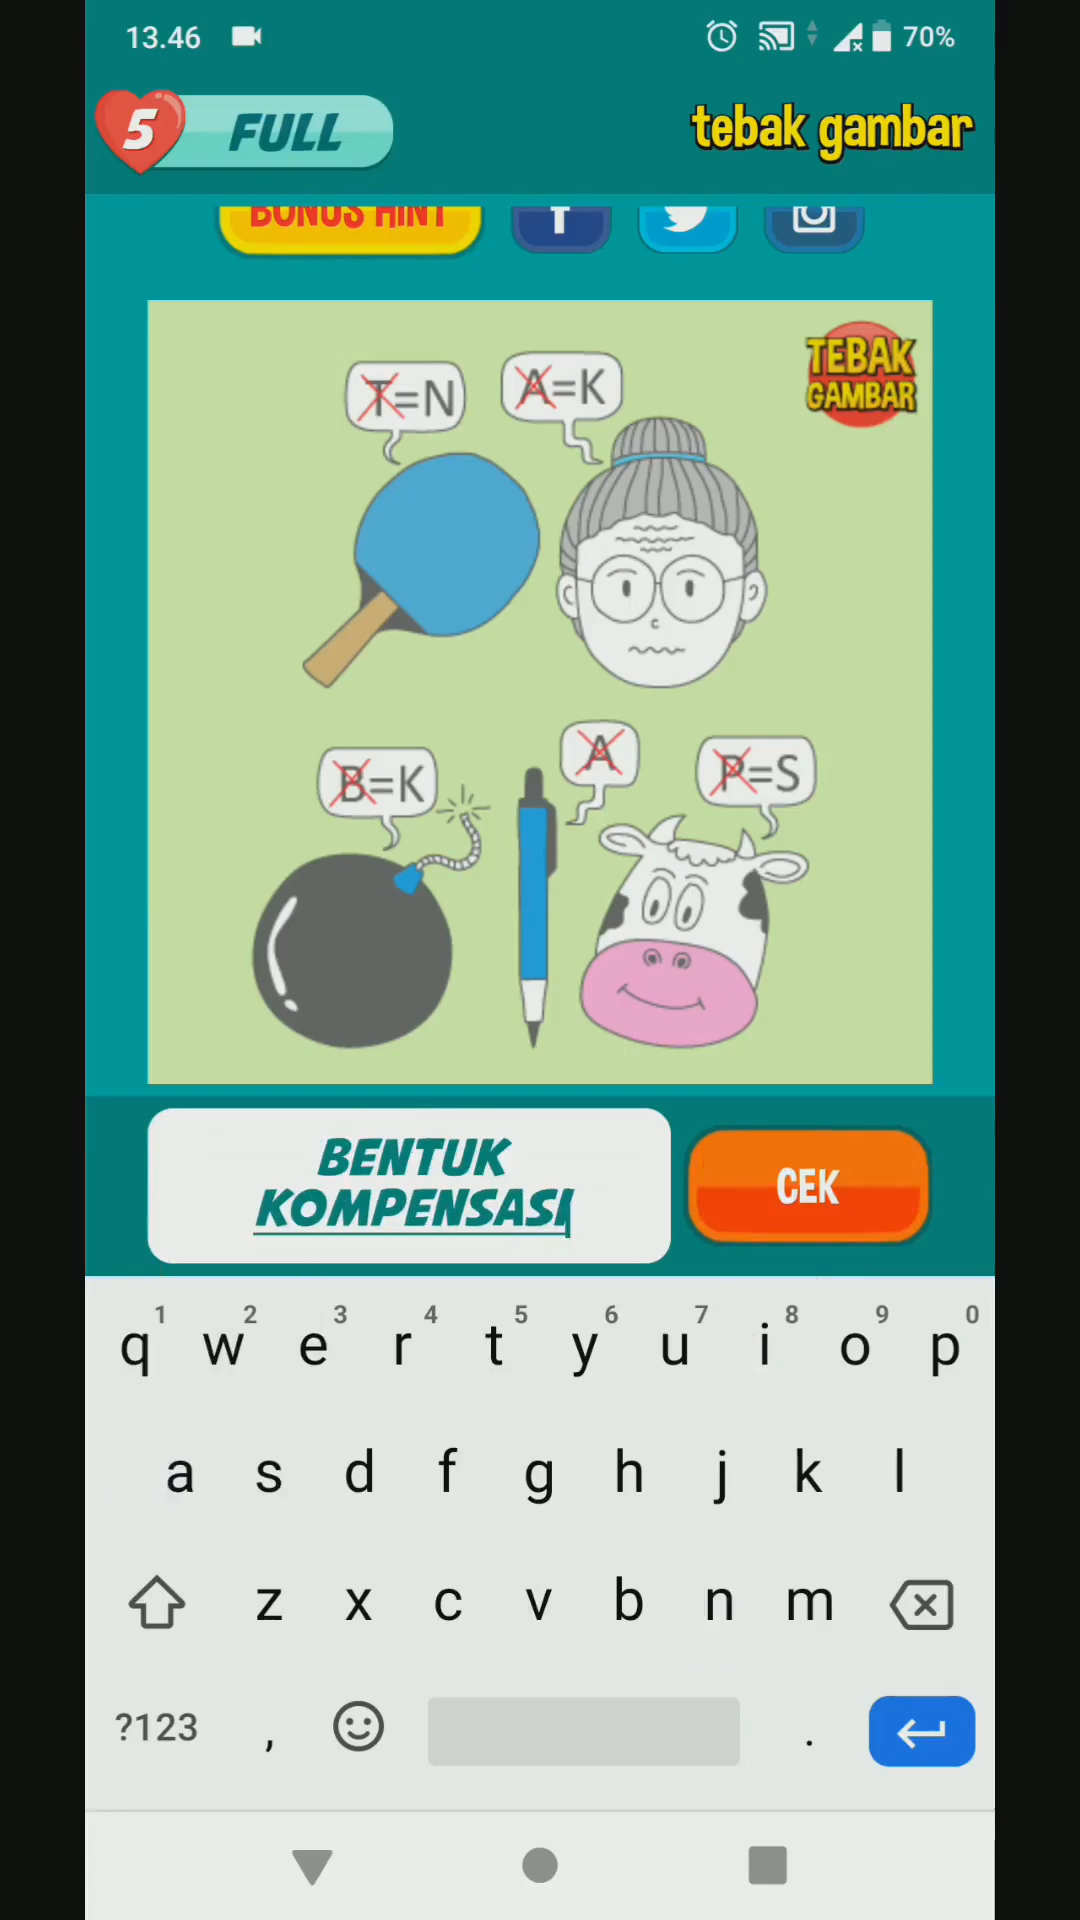 13.46
70%
5 FULL
tebak gambar
BONUS HINT
f
TEBAK
GAMBAR
T=N
A=K
B=K
A
P=S
BENTUK
KOMPENSASI
CEK
1 2 3 4 5 6 7 8 9 0
q w e r t y u i o p
a s d f g h j k l
z x c v b n m
?123 , .